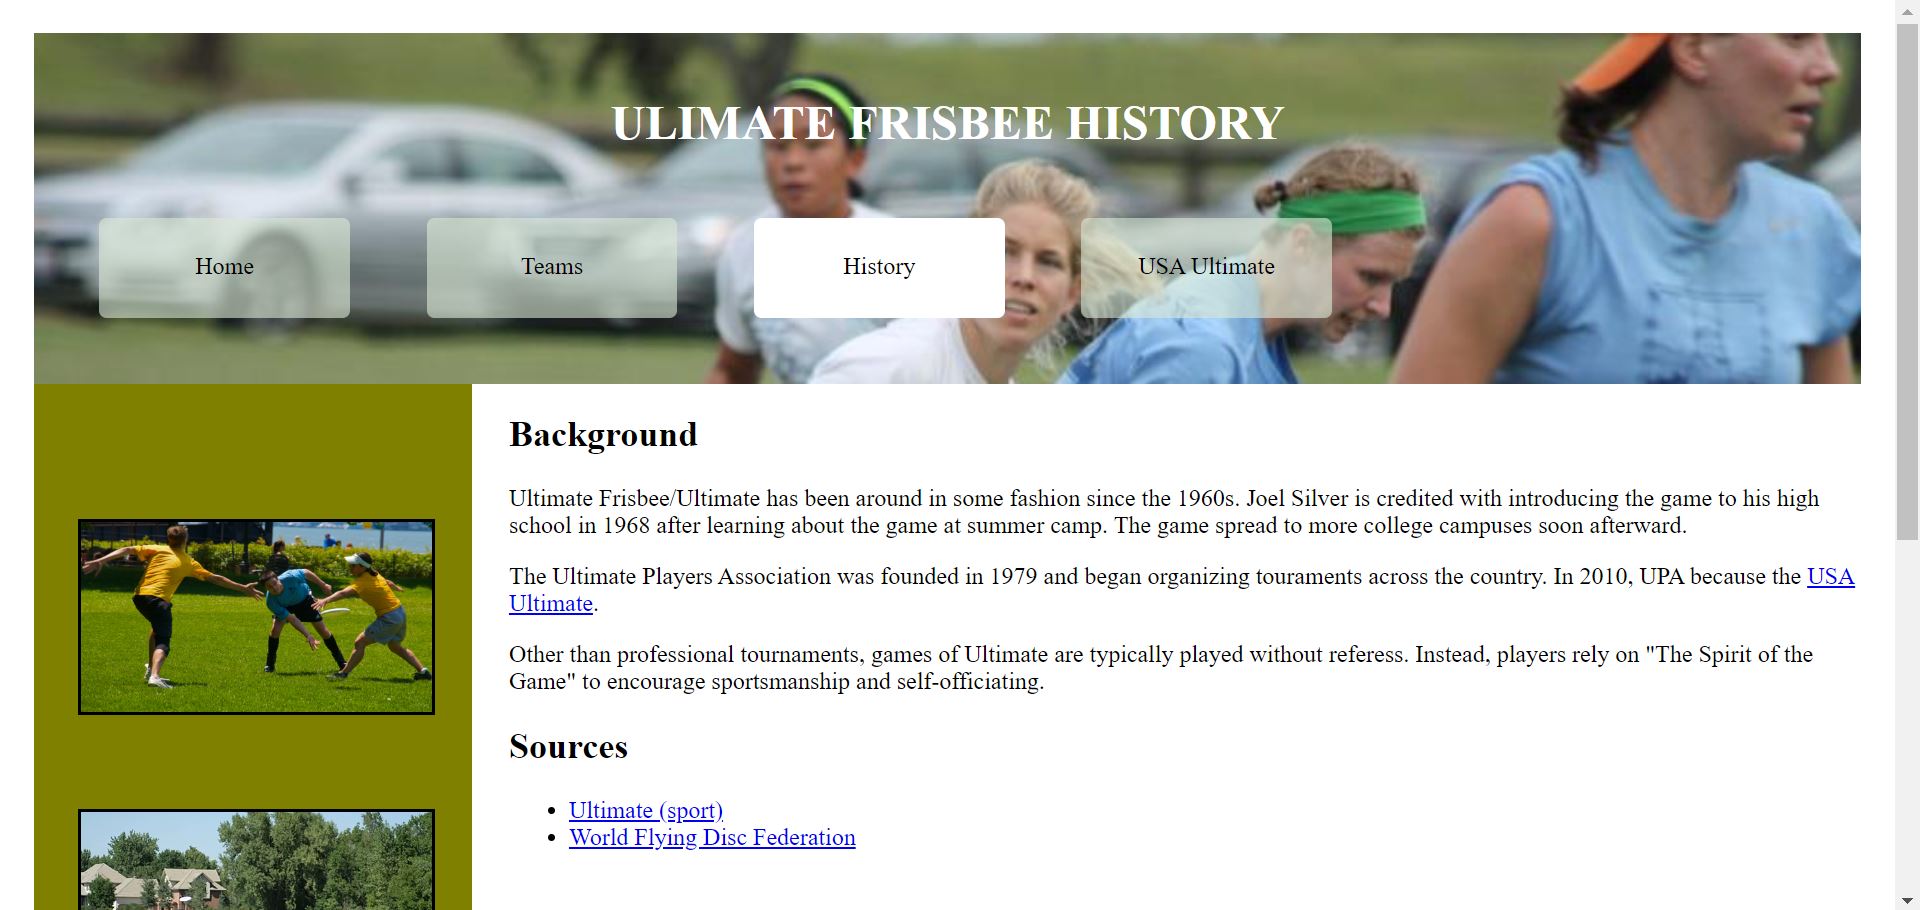 ULIMATE FRISBEE HISTORY
Home
Teams
History
USA Ultimate
Background
Ultimate Frisbee/Ultimate has been around in some fashion since the 1960s. Joel Silver is credited with introducing the game to his high
school in 1968 after learning about the game at summer camp. The game spread to more college campuses soon afterward.
The Ultimate Players Association was founded in 1979 and began organizing touraments across the country. In 2010, UPA because the USA
Ultimate.
Other than professional tournaments, games of Ultimate are typically played without referess. Instead, players rely on "The Spirit of the
Game" to encourage sportsmanship and self-officiating.
Sources
• Ultimate (sport)
• World Flying Disc Federation